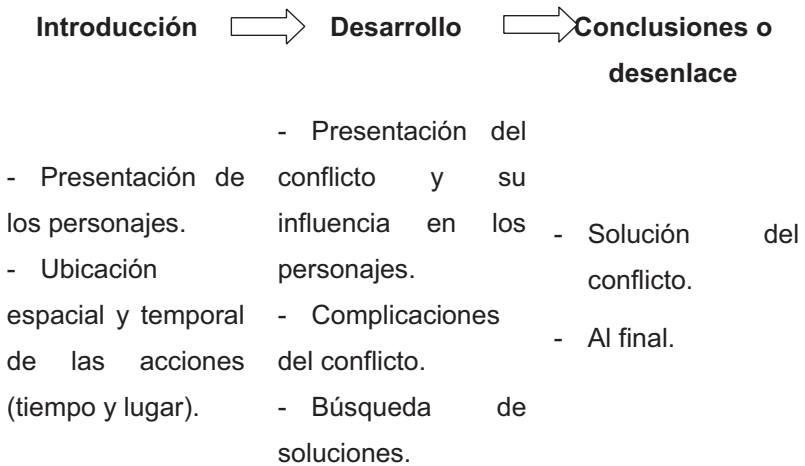 Introducción
Desarrollo
Conclusiones o
desenlace
- Presentación de
los personajes.
- Ubicación
espacial y temporal
de las acciones
(tiempo y lugar).
- Presentación del
conflicto y su
influencia en los
personajes.
- Complicaciones
del conflicto.
- Búsqueda de
soluciones.
- Solución del
conflicto.
- Al final.